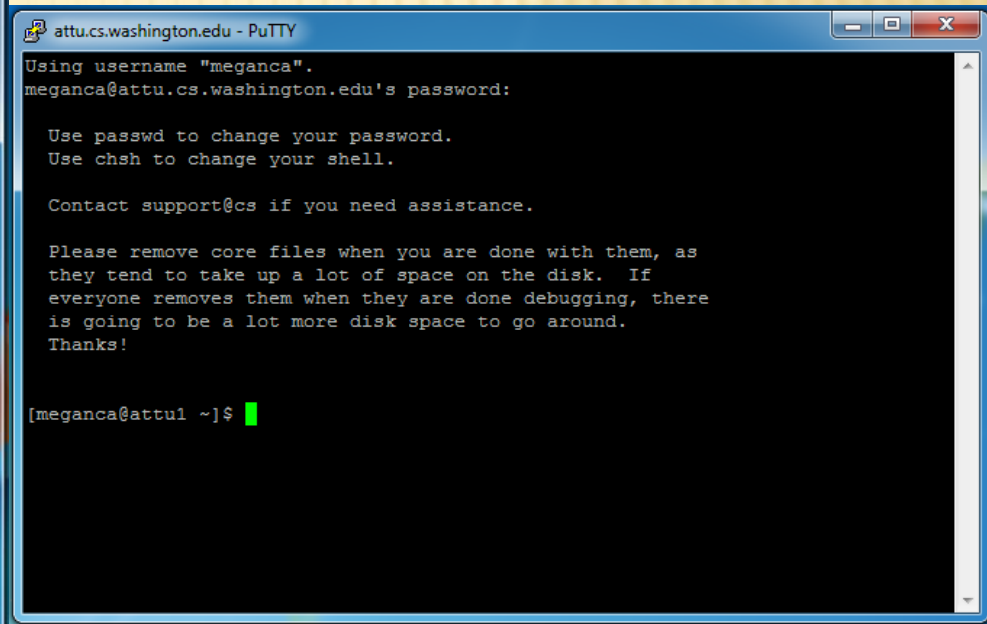 attu.cs.washington.edu - PuTTY
Using username "meganca".
meganca@attu.cs.washington.edu's password:
Use passwd to change your password.
Use chsh to change your shell.
Contact support@cs if you need assistance.
Please remove core files when you are done with them, as
they tend to take up a lot of space on the disk.  If
everyone removes them when they are done debugging, there
is going to be a lot more disk space to go around.
Thanks!
[meganca@attu1 ~]$